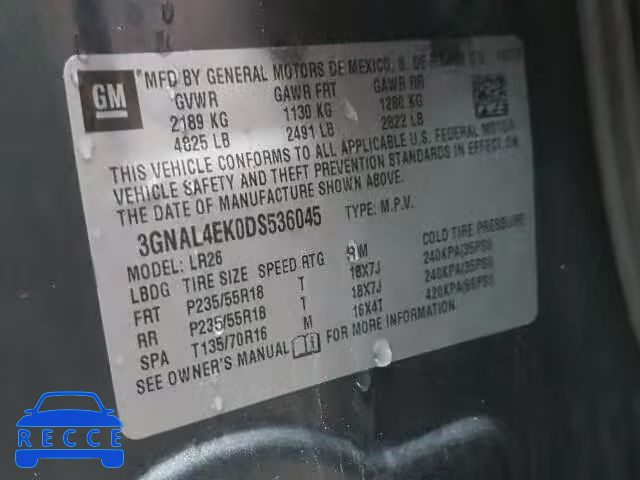 GM
*MFD BY GENERAL MOTORS DE MEXICO, S. DE
GVWR GAWR FRT GAWR RR
2189 KG 1130 KG 1280 KG
4825 LB 2491 LB 2822 LB
THIS VEHICLE CONFORMS TO ALL APPLICABLE U.S. FEDERAL MOTOR
VEHICLE SAFETY AND THEFT PREVENTION STANDARDS IN EFFECT ON
THE DATE OF MANUFACTURE SHOWN ABOVE.
3GNAL4EK0DS536045 TYPE: M.P.V.
MODEL: LR26
LBDG TIRE SIZE SPEED RTG RIM COLD TIRE PRESSURE
FRT P235/55R18 T 18X7J 240KPA(35PSI)
RR P235/55R18 T 18X7J 240KPA(35PSI)
SPA T135/70R16 M 16X4T 420KPA(60PSI)
SEE OWNER'S MANUAL FOR MORE INFORMATION.
RECCE